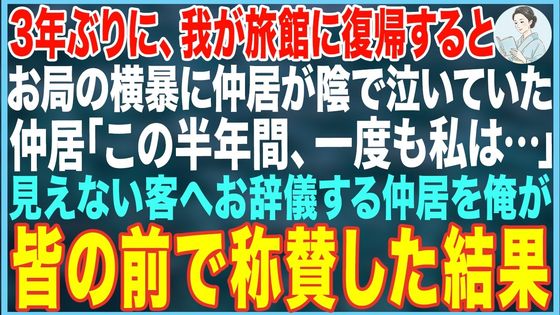 3年ぶりに、我が旅館に復帰すると
お局の横暴に仲居が陰で泣いていた
仲居「この半年間、一度も私は…」
見えない客へお辞儀する仲居を俺が
皆の前で称賛した結果